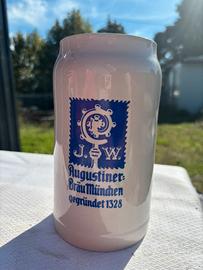 J W
Augustiner-
Bräu München
gegründet 1328